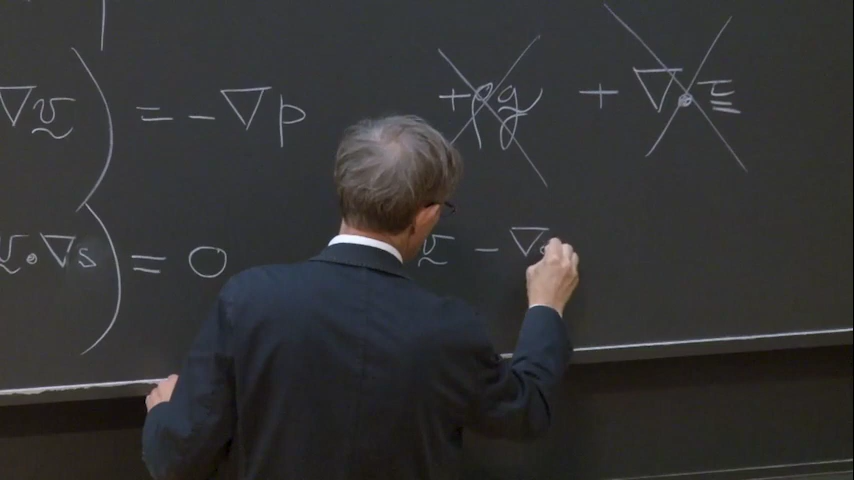 ∇v ) = −∇p +ρg + ∇·τ
v·∇s ) = 0 v − ∇